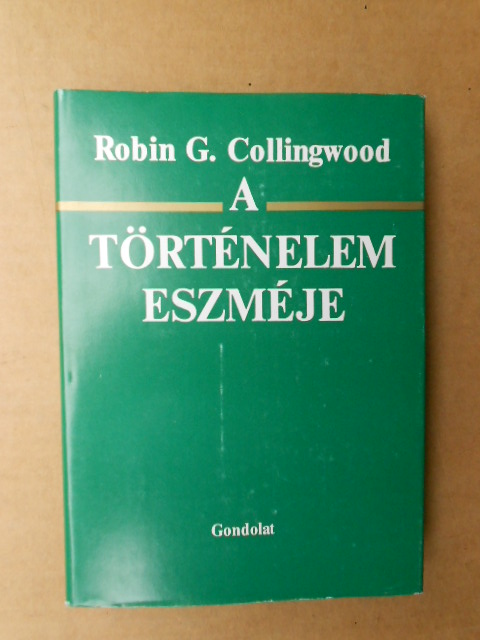 Robin G. Collingwood
A
TÖRTÉNELEM
ESZMÉJE
Gondolat